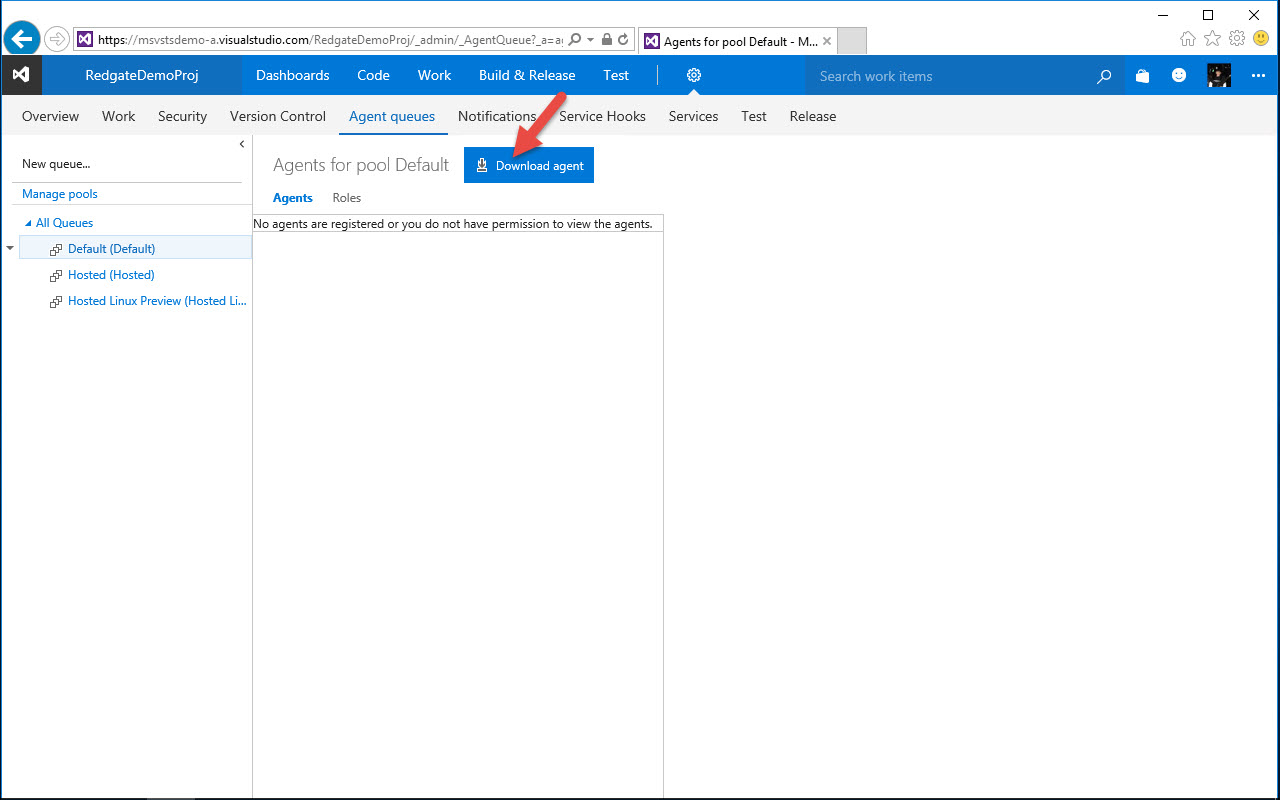 https://msvstsdemo-a.visualstudio.com/RedgateDemoProj/_admin/_AgentQueue?_a=a
Agents for pool Default - M...
RedgateDemoProj Dashboards Code Work Build & Release Test Search work items
Overview Work Security Version Control Agent queues Notifications Service Hooks Services Test Release
New queue...
Agents for pool Default Download agent
Manage pools
Agents Roles
All Queues
No agents are registered or you do not have permission to view the agents.
Default (Default)
Hosted (Hosted)
Hosted Linux Preview (Hosted Li...